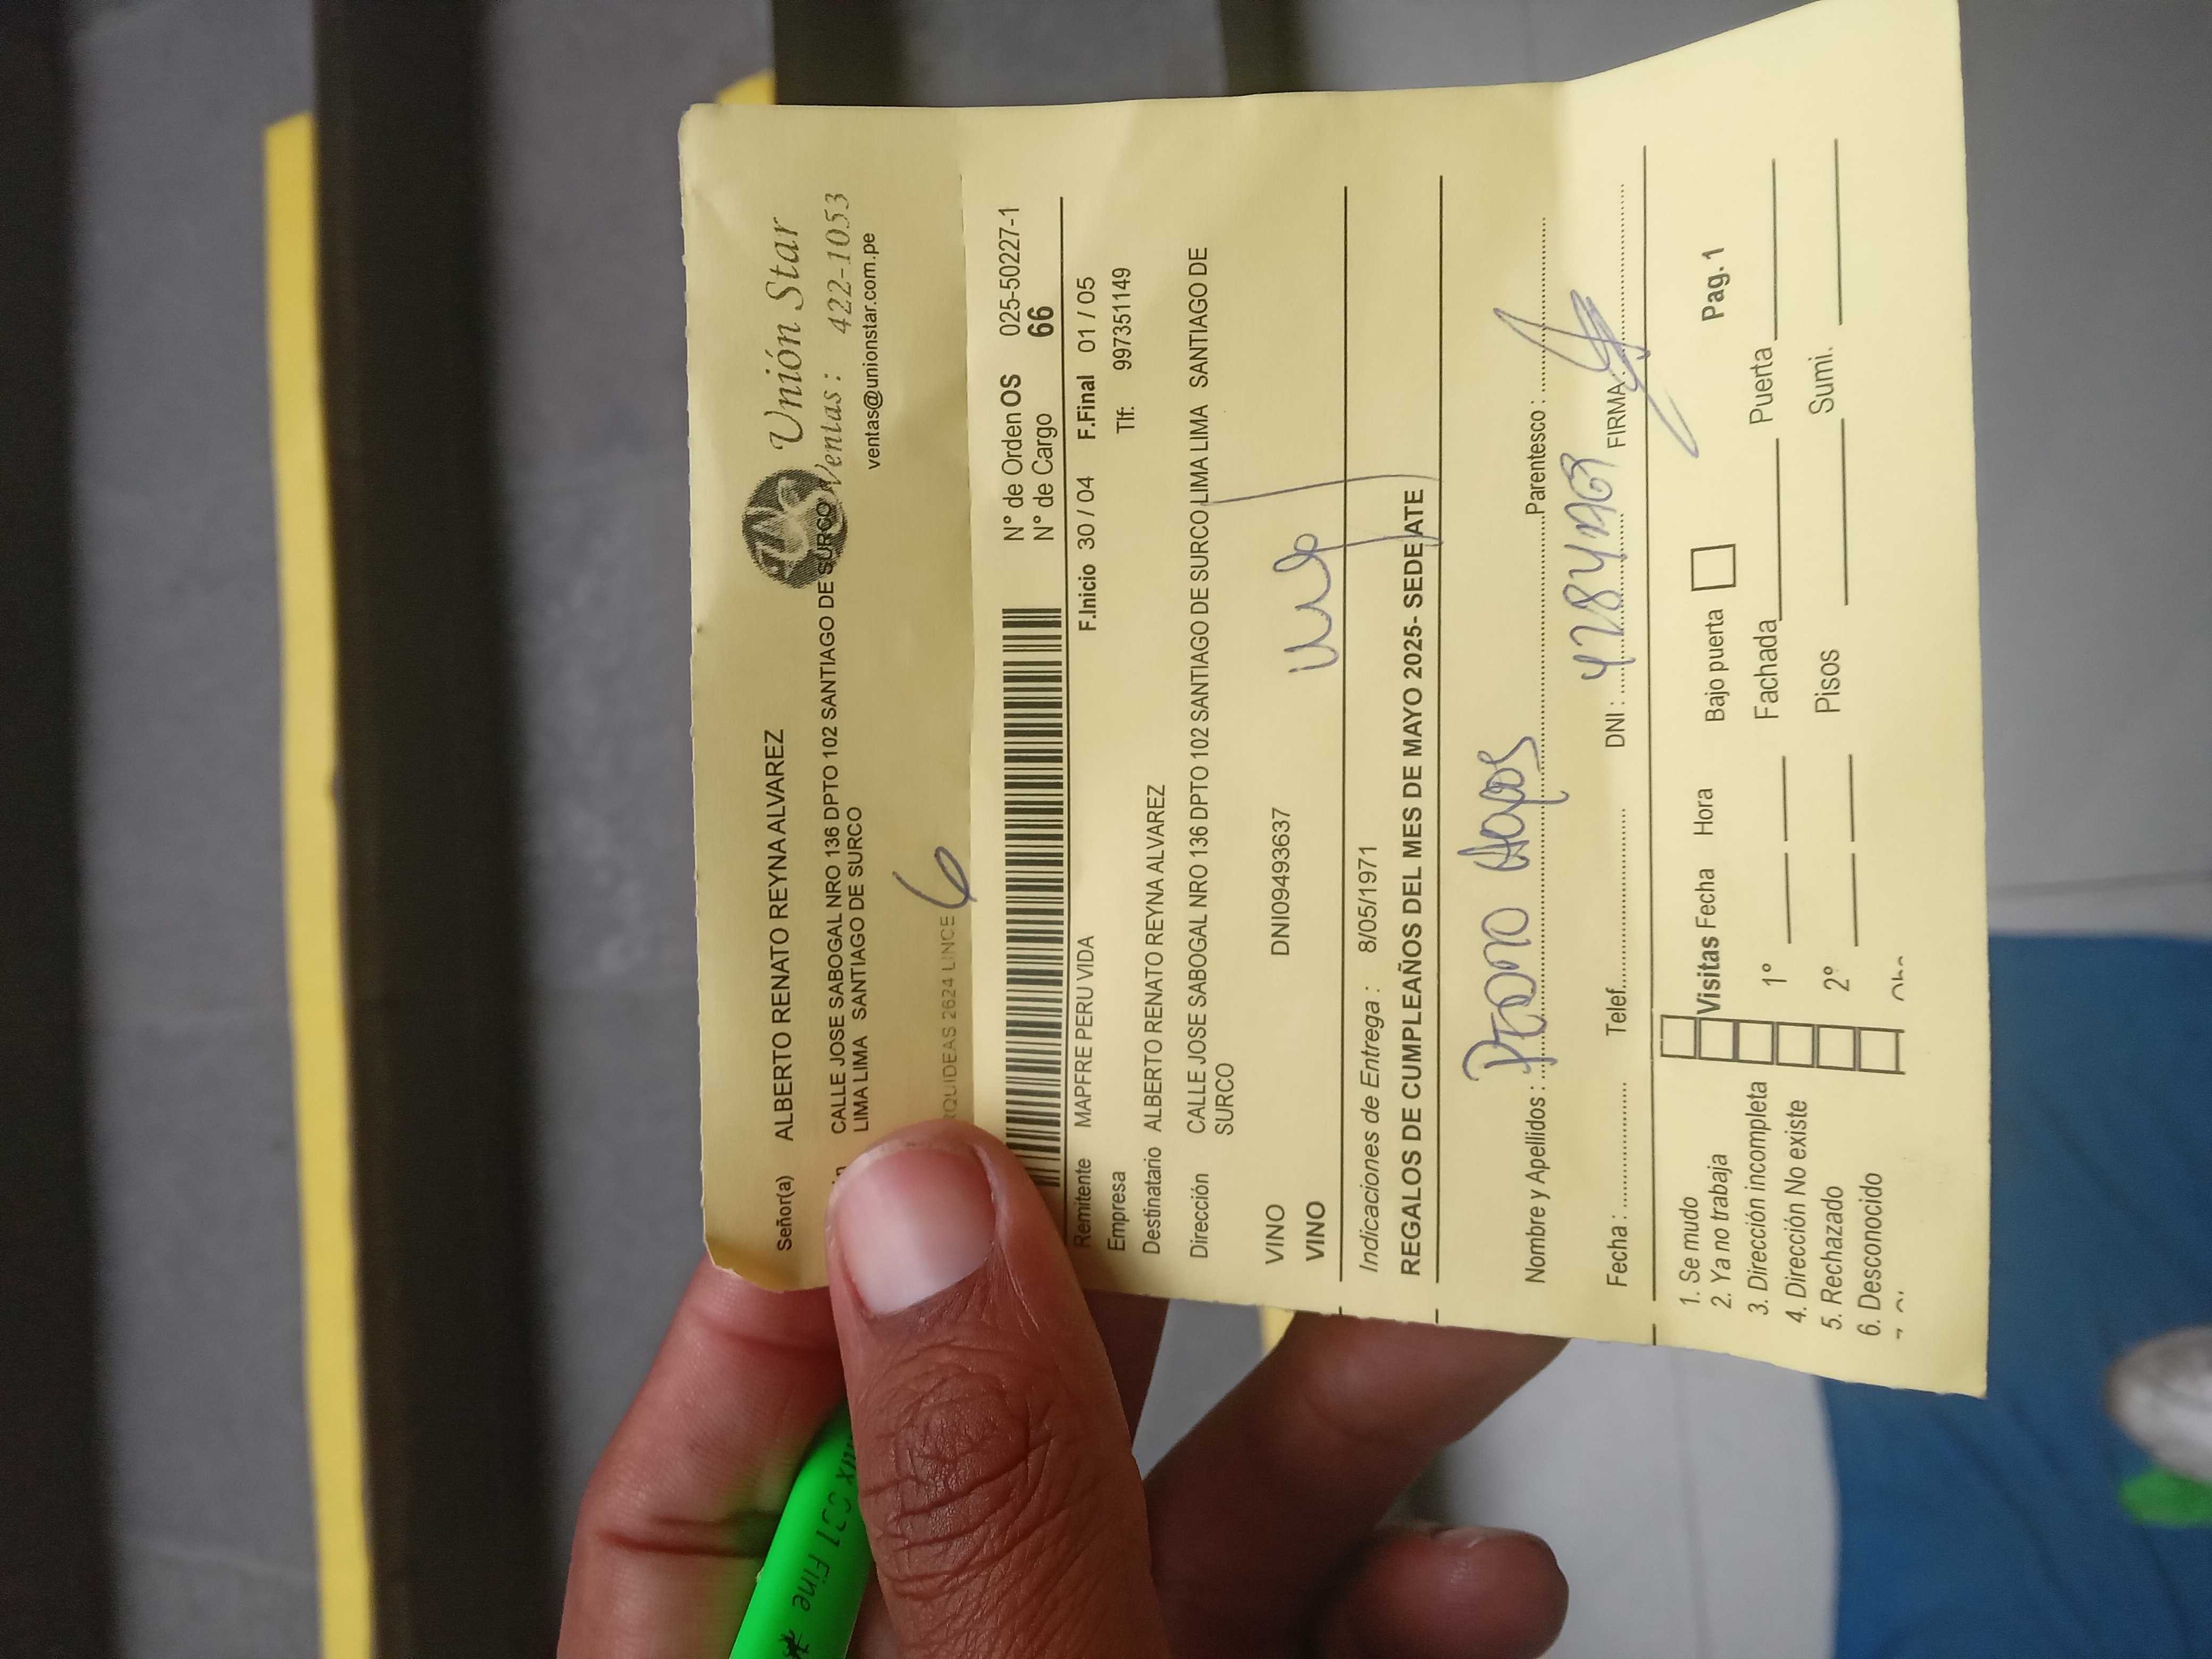 Unión Star
Ventas : 422-1053
ventas@unionstar.com.pe
Señor(a) ALBERTO RENATO REYNA ALVAREZ
CALLE JOSE SABOGAL NRO 136 DPTO 102 SANTIAGO DE SURCO
LIMA LIMA SANTIAGO DE SURCO
RQUIDEAS 2624 LINCE
6
N° de Orden OS 025-50227-1
N° de Cargo 66
Remitente MAPFRE PERU VIDA F.Inicio 30 / 04 F.Final 01 / 05
Empresa Tlf: 997351149
Destinatario ALBERTO RENATO REYNA ALVAREZ
Dirección CALLE JOSE SABOGAL NRO 136 DPTO 102 SANTIAGO DE SURCO LIMA LIMA SANTIAGO DE
SURCO
VINO DNI09493637
VINO
Indicaciones de Entrega : 8/05/1971
REGALOS DE CUMPLEAÑOS DEL MES DE MAYO 2025- SEDE ATE
Nombre y Apellidos : Parentesco :
Fecha : Telef. DNI : FIRMA :
1. Se mudo Visitas Fecha Hora Bajo puerta Pag. 1
2. Ya no trabaja
3. Dirección incompleta 1° Fachada Puerta
4. Dirección No existe
5. Rechazado 2° Pisos Sumi.
6. Desconocido